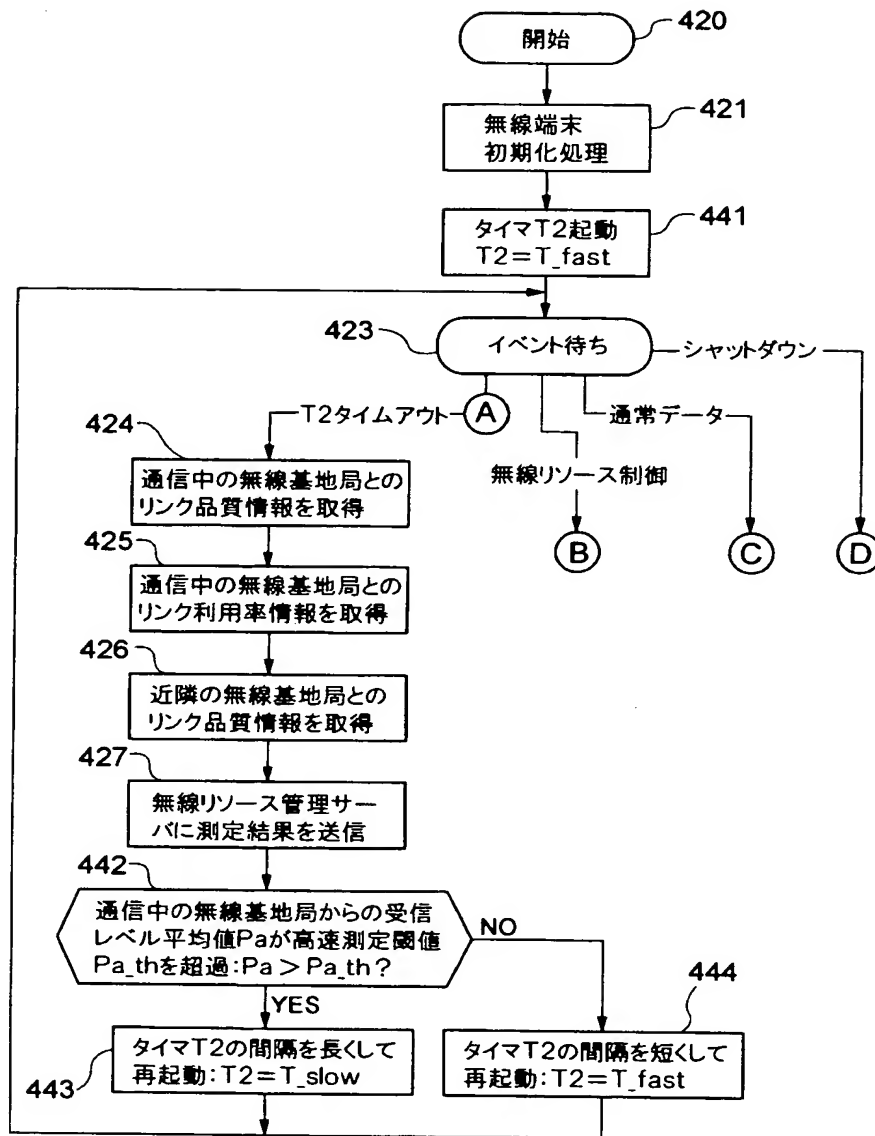 420
開始
421
無線端末
初期化処理
441
タイマT2起動
T2=T_fast
423
イベント待ち
シャットダウン
T2タイムアウト
A
通常データ
無線リソース制御
B
C
D
424
通信中の無線基地局との
リンク品質情報を取得
425
通信中の無線基地局との
リンク利用率情報を取得
426
近隣の無線基地局との
リンク品質情報を取得
427
無線リソース管理サー
バに測定結果を送信
442
通信中の無線基地局からの受信
レベル平均値Paが高速測定閾値
Pa_thを超過:Pa>Pa_th?
NO
YES
443
タイマT2の間隔を長くして
再起動:T2=T_slow
444
タイマT2の間隔を短くして
再起動:T2=T_fast